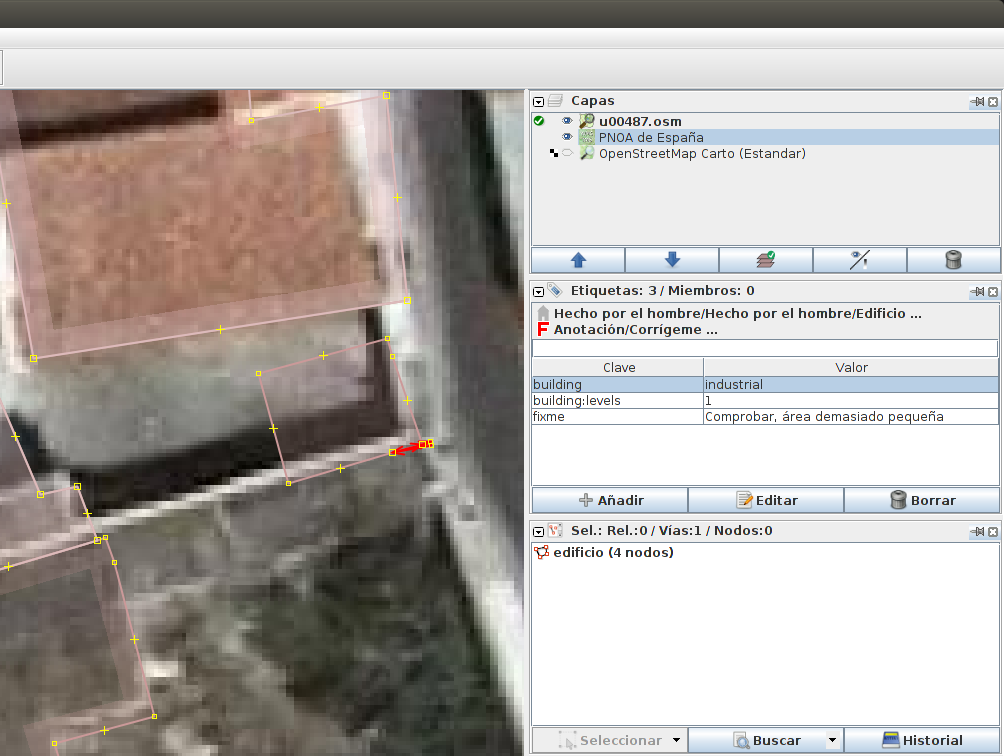 Capas
u00487.osm
PNOA de España
OpenStreetMap Carto (Estandar)
Etiquetas: 3 / Miembros: 0
Hecho por el hombre/Hecho por el hombre/Edificio ...
F Anotación/Corrígeme ...
Clave Valor
building industrial
building:levels 1
fixme Comprobar, área demasiado pequeña
Añadir Editar Borrar
Sel.: Rel.:0 / Vías:1 / Nodos:0
edificio (4 nodos)
Seleccionar Buscar Historial